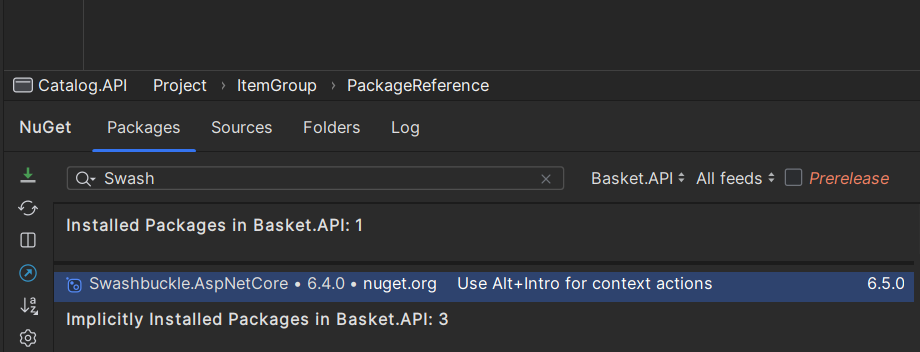 Catalog.API Project › ItemGroup › PackageReference
NuGet Packages Sources Folders Log
Swash Basket.API All feeds Prerelease
Installed Packages in Basket.API: 1
Swashbuckle.AspNetCore • 6.4.0 • nuget.org Use Alt+Intro for context actions 6.5.0
Implicitly Installed Packages in Basket.API: 3